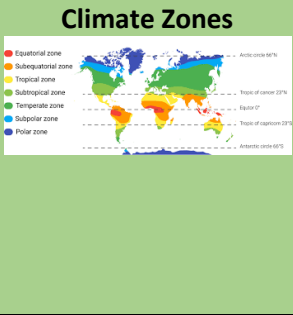 Climate Zones
Equatorial zone
Subequatorial zone
Tropical zone
Subtropical zone
Temperate zone
Subpolar zone
Polar zone
Arctic circle 66°N
Tropic of cancer 23°N
Equtor 0°
Tropic of capricorn 23°S
Antarctic circle 66°S